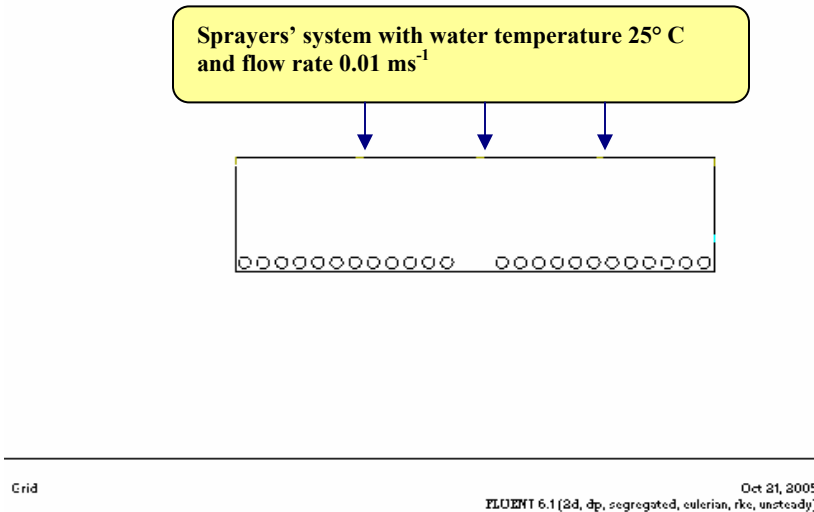 Sprayers’ system with water temperature 25° C
and flow rate 0.01 ms⁻¹
Grid
Oct 21, 2005
FLUENT 6.1 (2d, dp, segregated, eulerian, rke, unsteady)